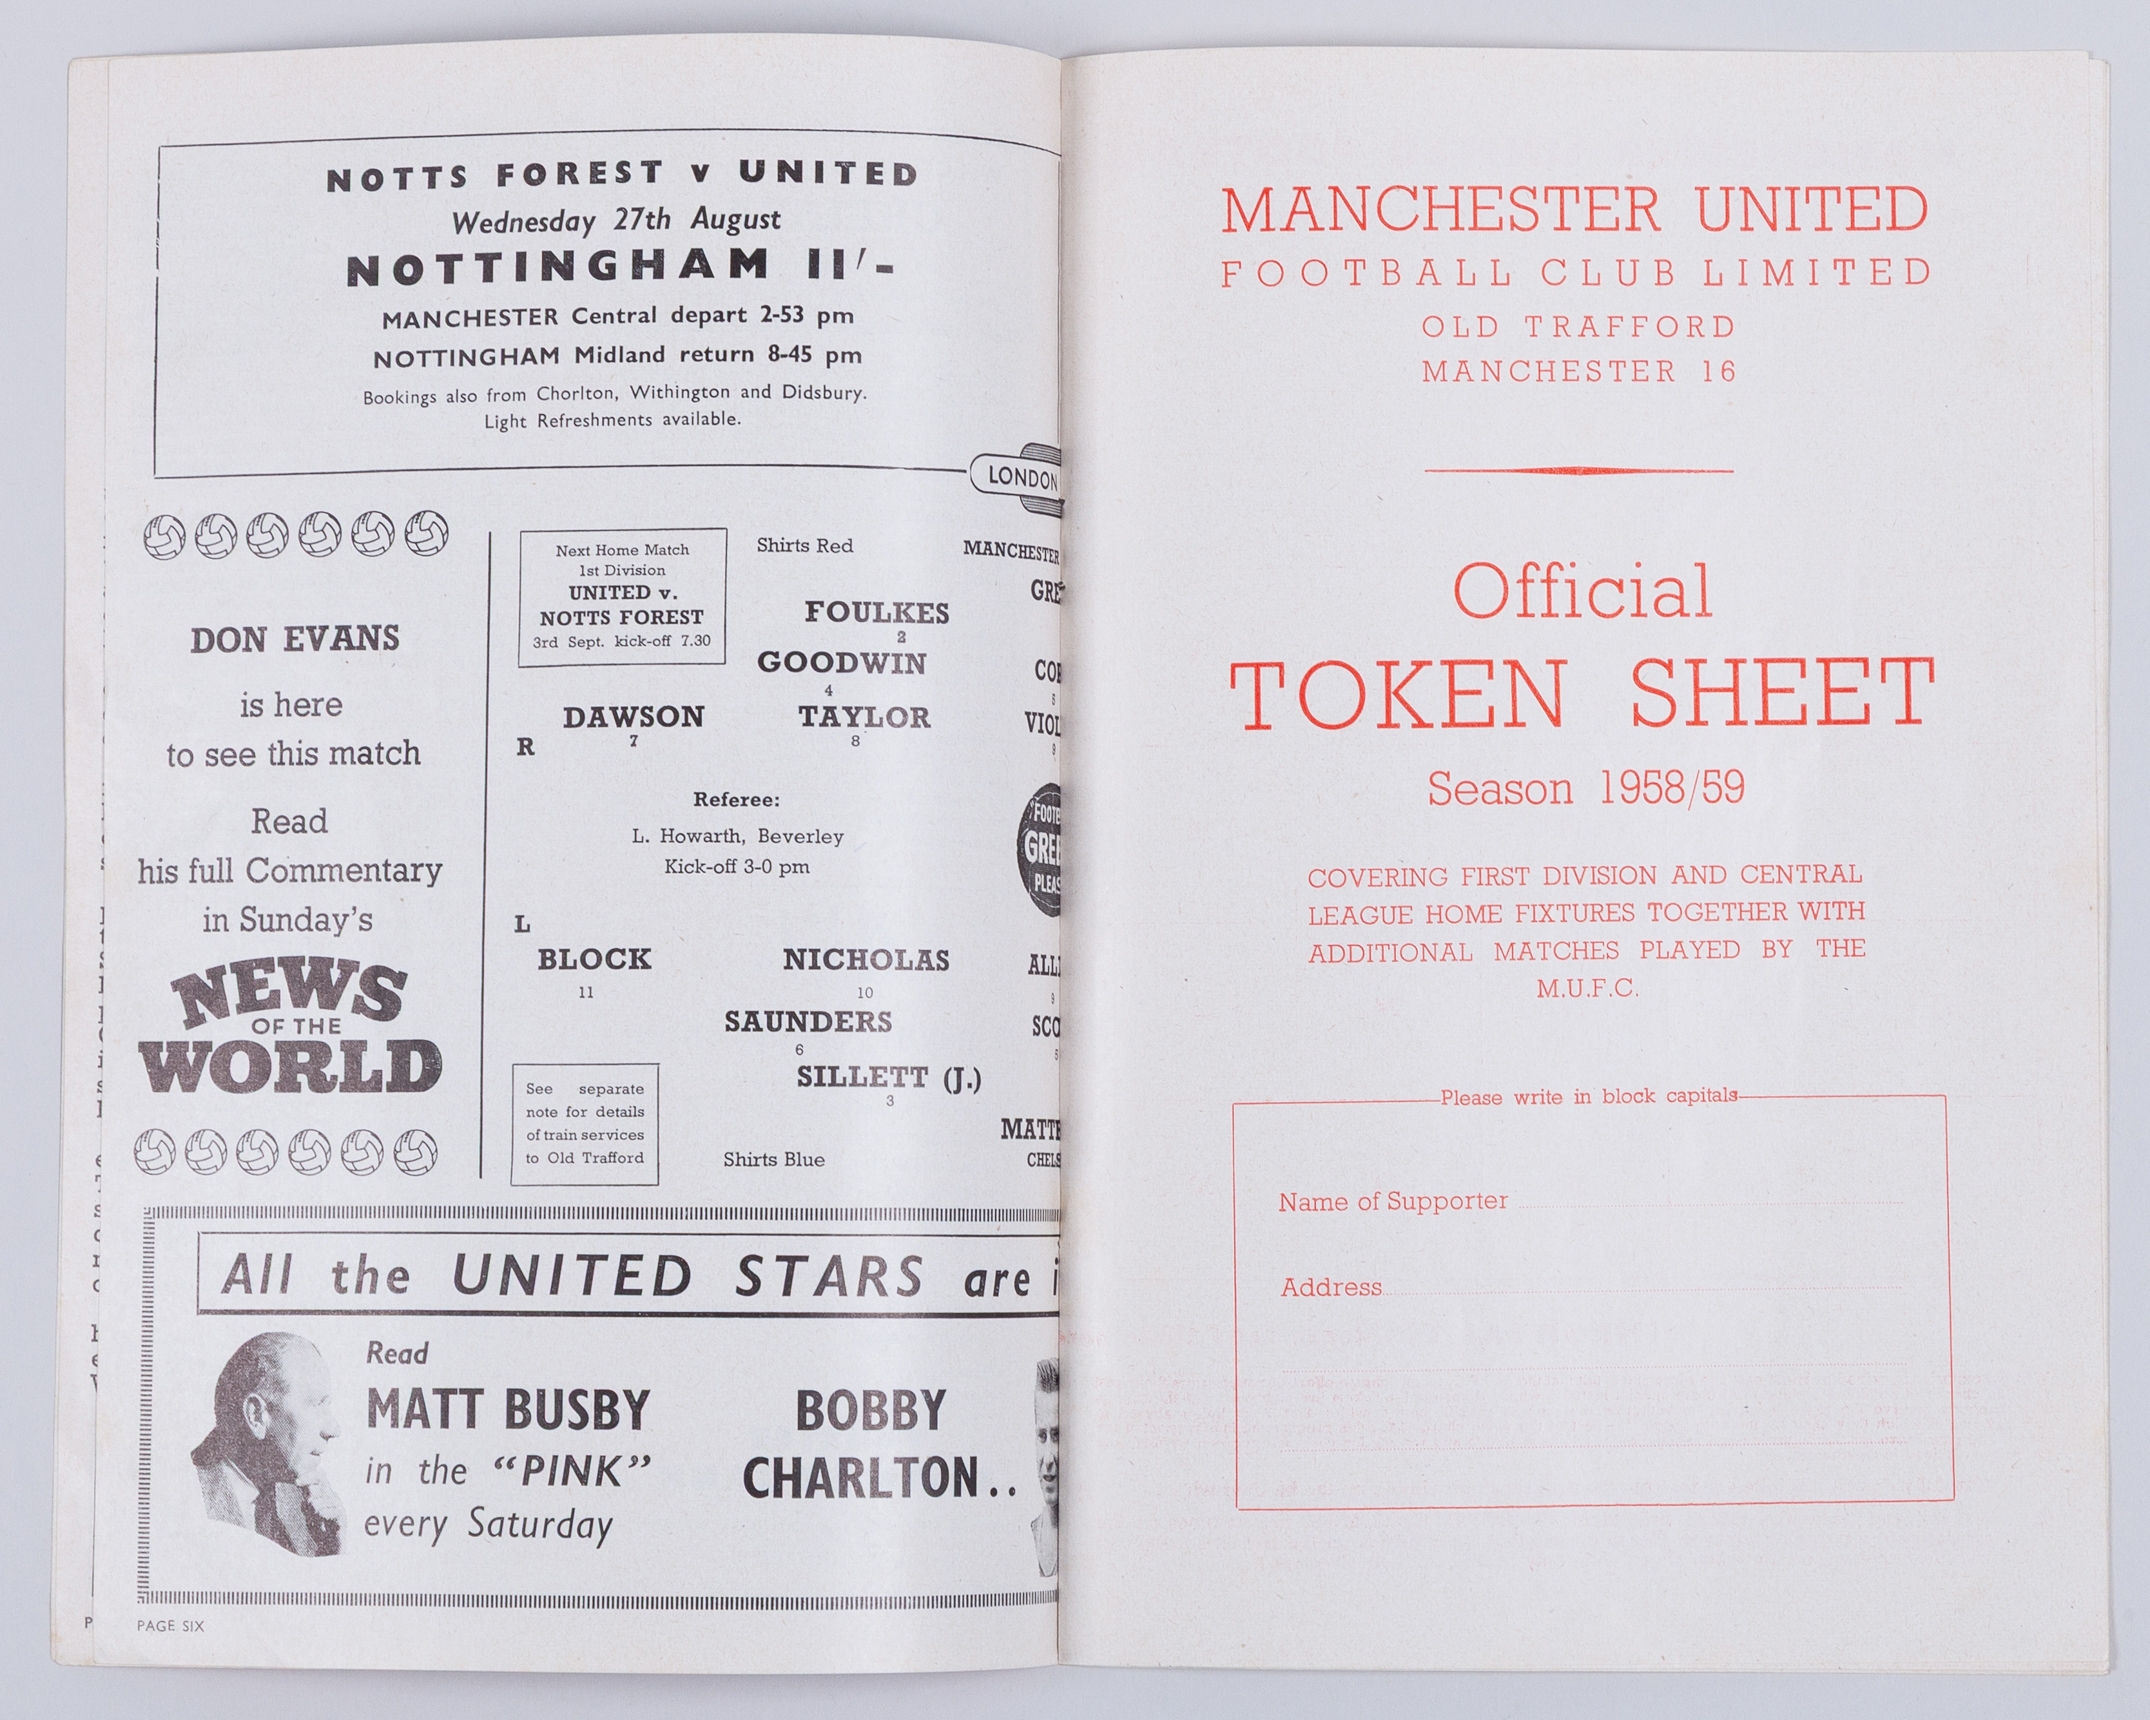 NOTTS FOREST v UNITED
Wednesday 27th August
NOTTINGHAM 11'-
MANCHESTER Central depart 2-53 pm
NOTTINGHAM Midland return 8-45 pm
Bookings also from Chorlton, Withington and Didsbury.
Light Refreshments available.
LONDON
DON EVANS
is here
to see this match
Read
his full Commentary
in Sunday's
NEWS
OF THE
WORLD
Next Home Match
1st Division
UNITED v.
NOTTS FOREST
3rd Sept. kick-off 7.30
Shirts Red
MANCHESTER
FOULKES
2
GOODWIN
4
5
DAWSON
TAYLOR
7
8
9
R
Referee:
L. Howarth, Beverley
Kick-off 3-0 pm
L
BLOCK
NICHOLAS
11
10
9
SAUNDERS
6
5
SILLETT (J.)
3
See separate
note for details
of train services
to Old Trafford
Shirts Blue
All the UNITED STARS are
Read
MATT BUSBY
in the "PINK"
every Saturday
BOBBY
CHARLTON..
PAGE SIX
MANCHESTER UNITED
FOOTBALL CLUB LIMITED
OLD TRAFFORD
MANCHESTER 16
Official
TOKEN SHEET
Season 1958/59
COVERING FIRST DIVISION AND CENTRAL
LEAGUE HOME FIXTURES TOGETHER WITH
ADDITIONAL MATCHES PLAYED BY THE
M.U.F.C.
Please write in block capitals
Name of Supporter
Address